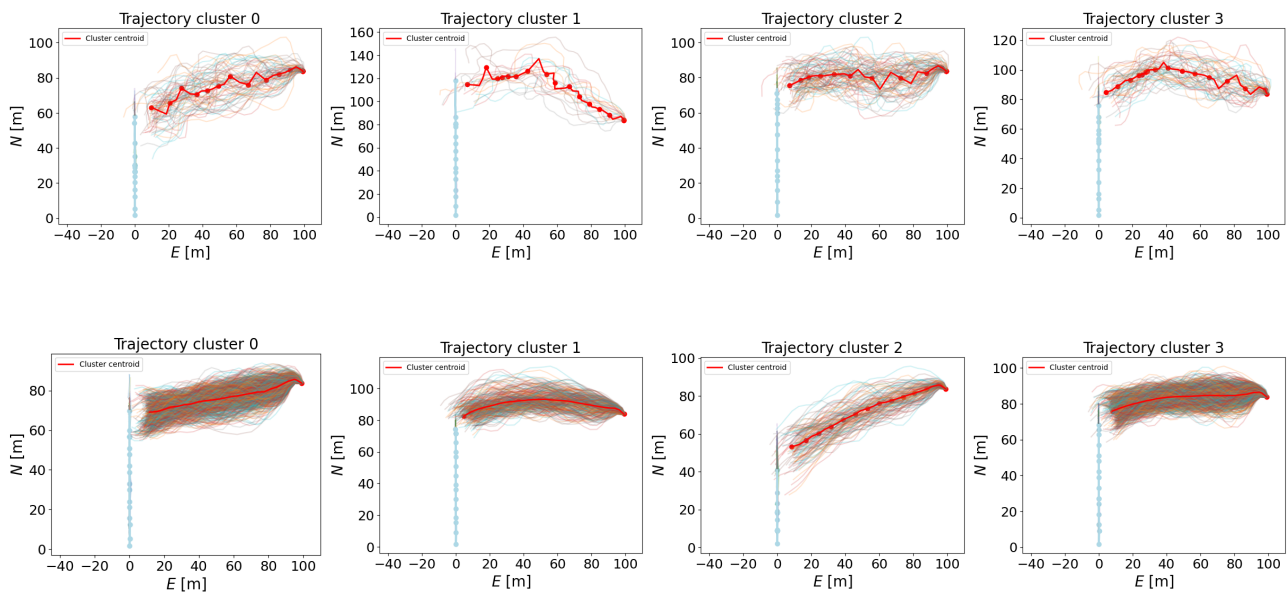 Trajectory cluster 0
Cluster centroid
N [m]
100
80
60
40
20
0
−40 −20 0 20 40 60 80 100
E [m]
Trajectory cluster 1
Cluster centroid
N [m]
160
140
120
100
80
60
40
20
0
−40 −20 0 20 40 60 80 100
E [m]
Trajectory cluster 2
Cluster centroid
N [m]
100
80
60
40
20
0
−40 −20 0 20 40 60 80 100
E [m]
Trajectory cluster 3
Cluster centroid
N [m]
120
100
80
60
40
20
0
−40 −20 0 20 40 60 80 100
E [m]
Trajectory cluster 0
Cluster centroid
N [m]
80
60
40
20
0
−40 −20 0 20 40 60 80 100
E [m]
Trajectory cluster 1
Cluster centroid
N [m]
100
80
60
40
20
0
−40 −20 0 20 40 60 80 100
E [m]
Trajectory cluster 2
Cluster centroid
N [m]
100
80
60
40
20
0
−40 −20 0 20 40 60 80 100
E [m]
Trajectory cluster 3
Cluster centroid
N [m]
100
80
60
40
20
0
−40 −20 0 20 40 60 80 100
E [m]